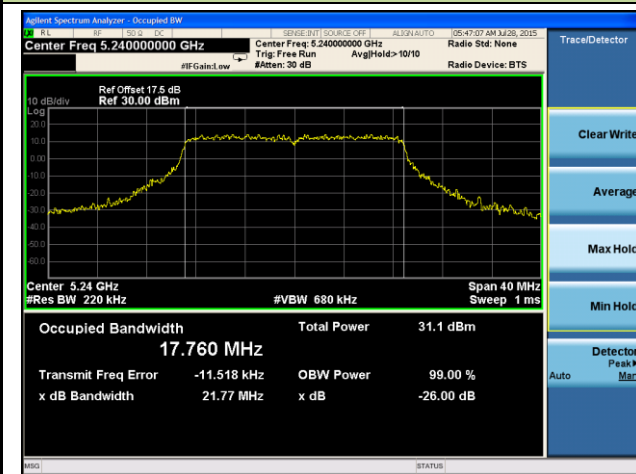 Agilent Spectrum Analyzer - Occupied BW
RL RF 50 Ω DC SENSE:INT SOURCE OFF ALIGN AUTO 05:47:07 AM Jul 28, 2015
Center Freq 5.240000000 GHz
Center Freq: 5.240000000 GHz
Radio Std: None
Trig: Free Run Avg|Hold:>10/10
#IFGain:Low #Atten: 30 dB Radio Device: BTS
Trace/Detector
Ref Offset 17.5 dB
10 dB/div Ref 30.00 dBm
Log
20.0
10.0
0.00
-10.0
-20.0
-30.0
-40.0
-50.0
-60.0
Center 5.24 GHz Span 40 MHz
#Res BW 220 kHz #VBW 680 kHz Sweep 1 ms
Occupied Bandwidth Total Power 31.1 dBm
17.760 MHz
Transmit Freq Error -11.518 kHz OBW Power 99.00 %
x dB Bandwidth 21.77 MHz x dB -26.00 dB
Clear Write
Average
Max Hold
Min Hold
Detector
Peak
Auto Man
MSG STATUS